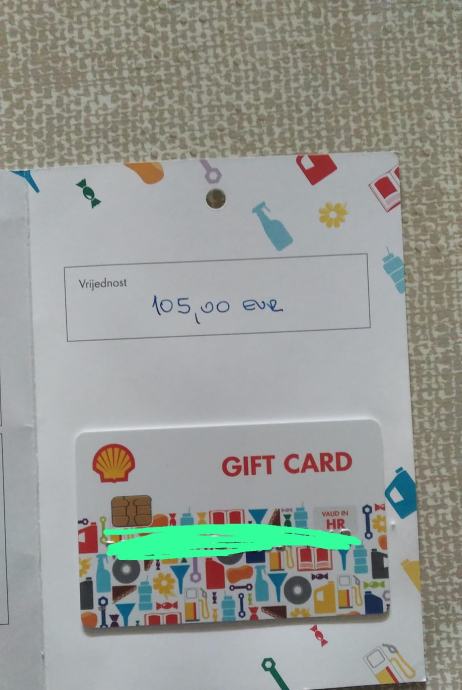 Vrijednost
105,00 EUR
GIFT CARD
VALID IN
HR